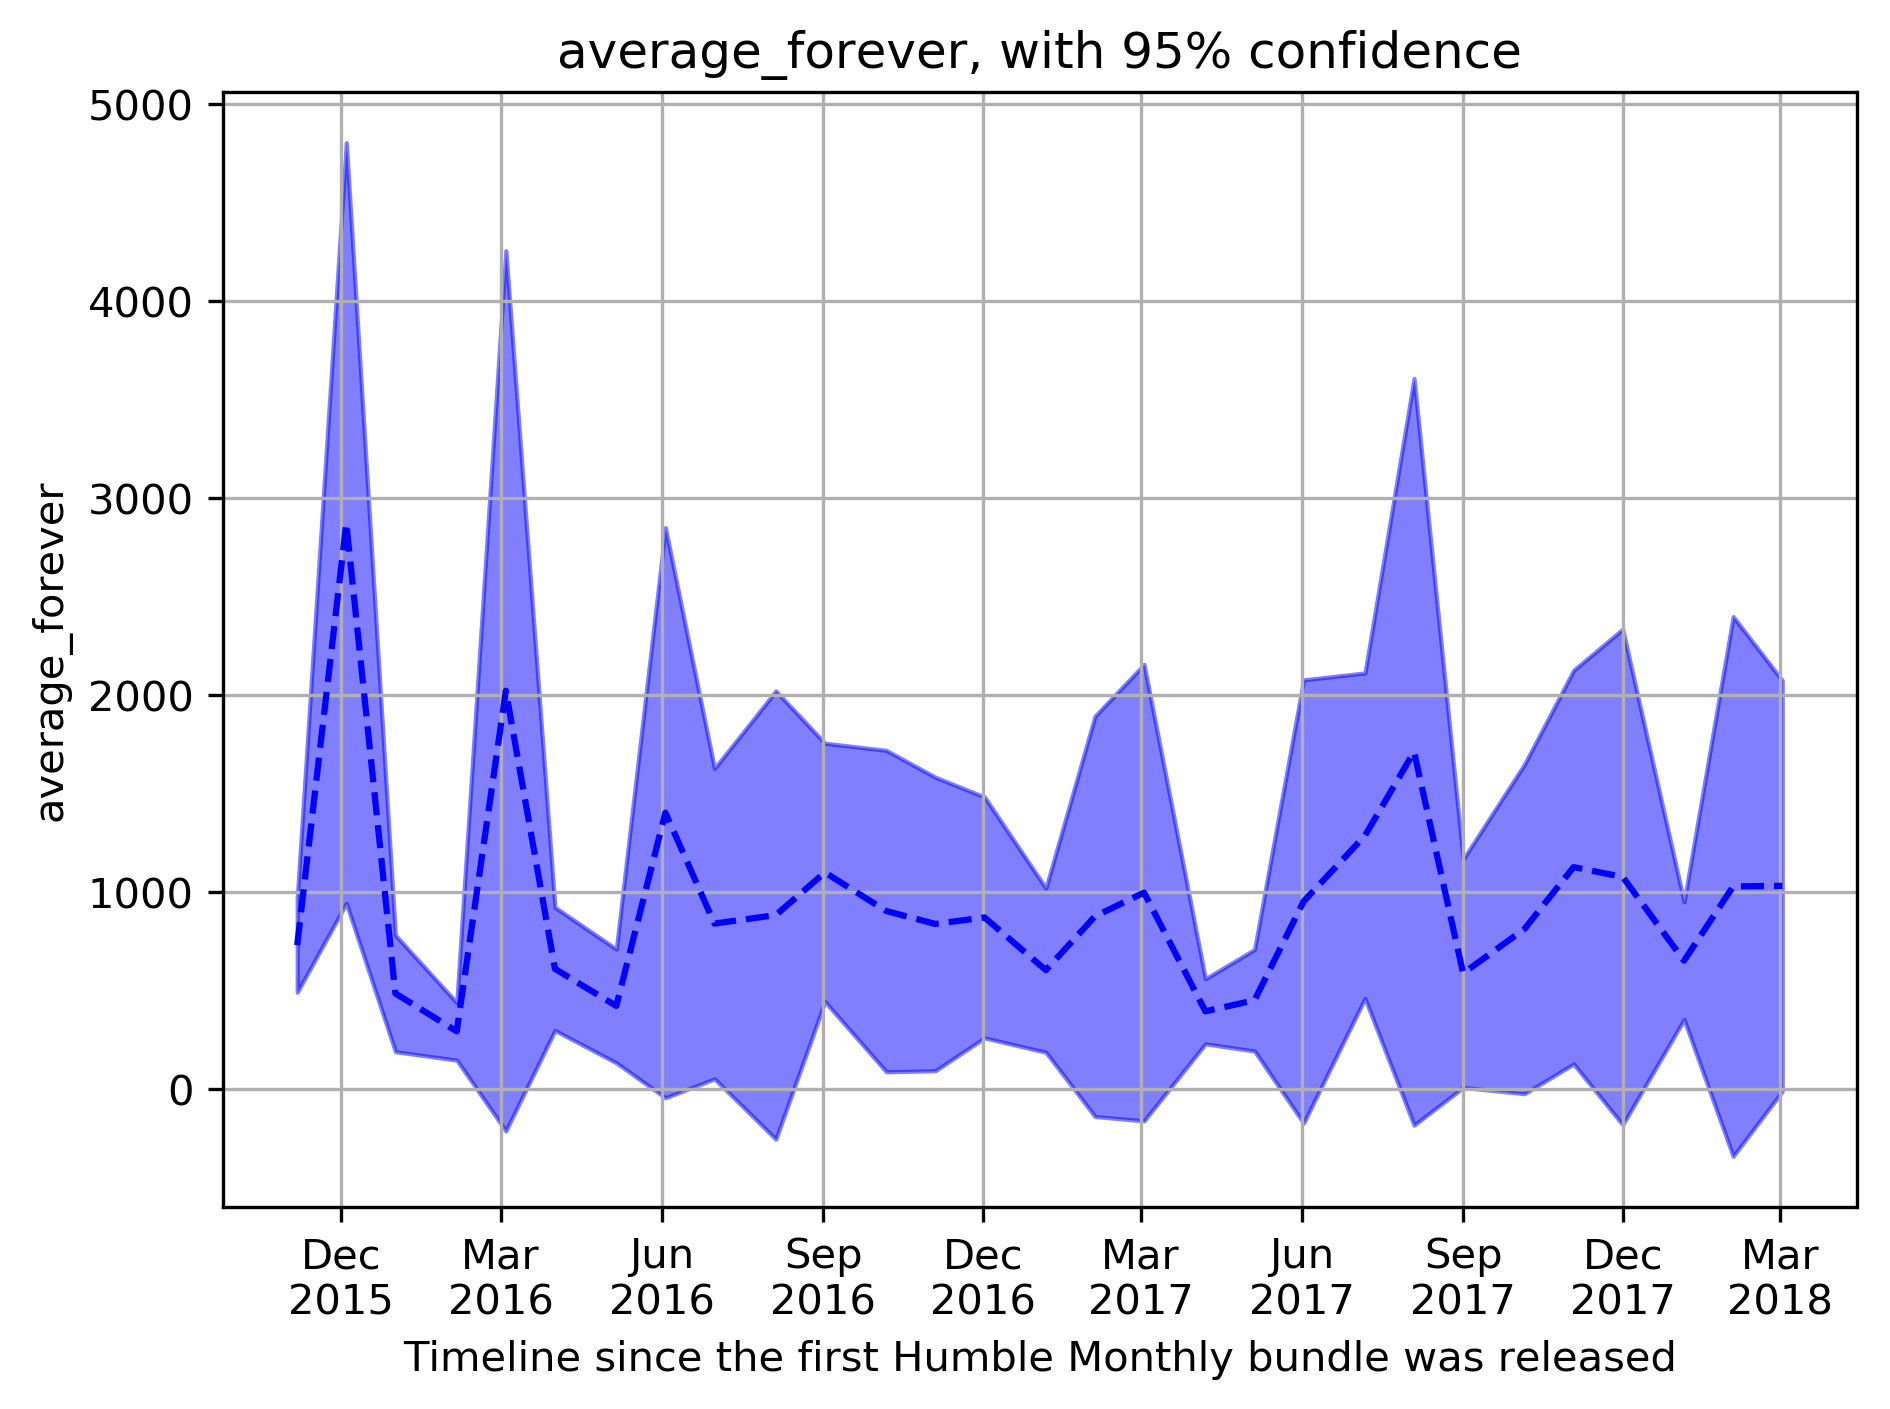 average_forever, with 95% confidence
average_forever
5000
4000
3000
2000
1000
0
Dec Mar Jun Sep Dec Mar Jun Sep Dec Mar
2015 2016 2016 2016 2016 2017 2017 2017 2017 2018
Timeline since the first Humble Monthly bundle was released